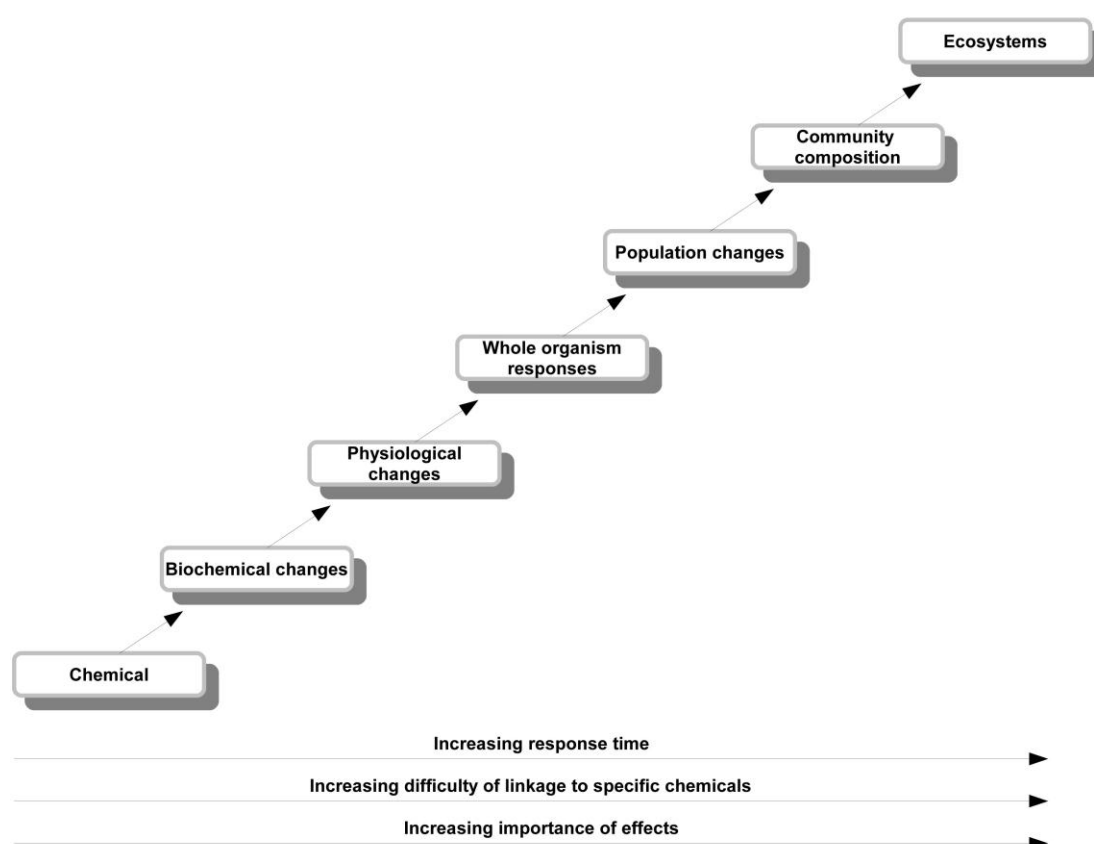 Ecosystems
Community
composition
Population changes
Whole organism
responses
Physiological
changes
Biochemical changes
Chemical
Increasing response time
Increasing difficulty of linkage to specific chemicals
Increasing importance of effects